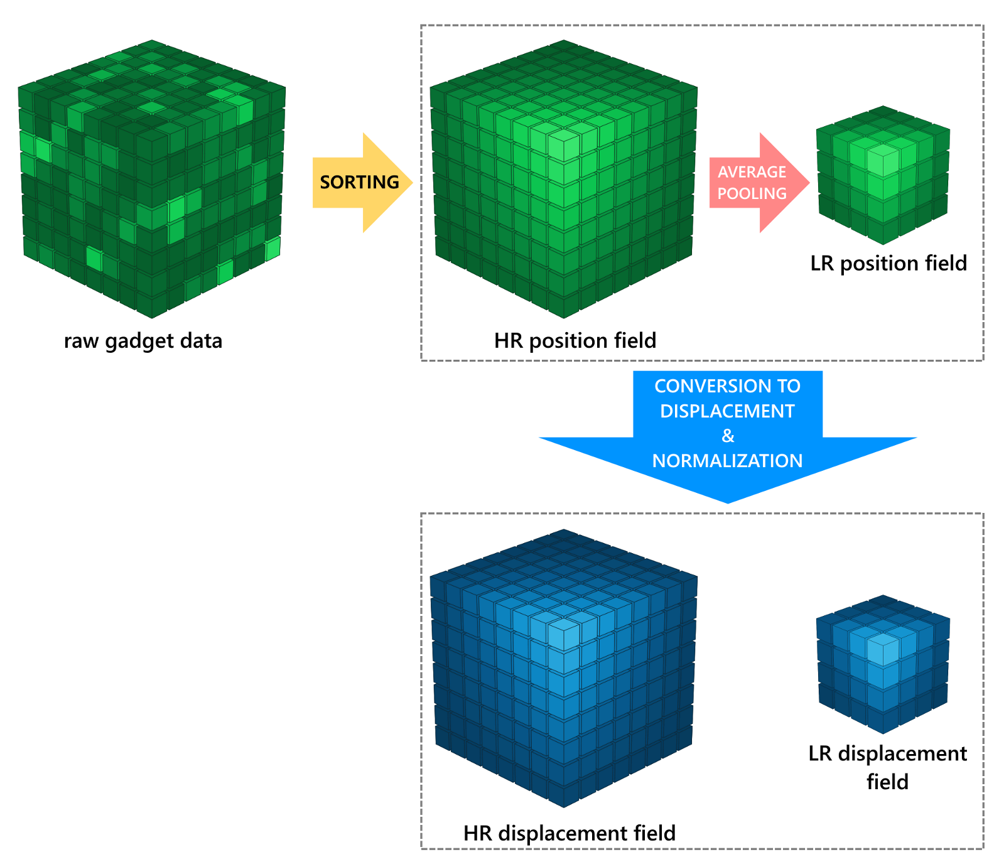 SORTING
AVERAGE
POOLING
LR position field
raw gadget data
HR position field
CONVERSION TO
DISPLACEMENT
&
NORMALIZATION
LR displacement
field
HR displacement field